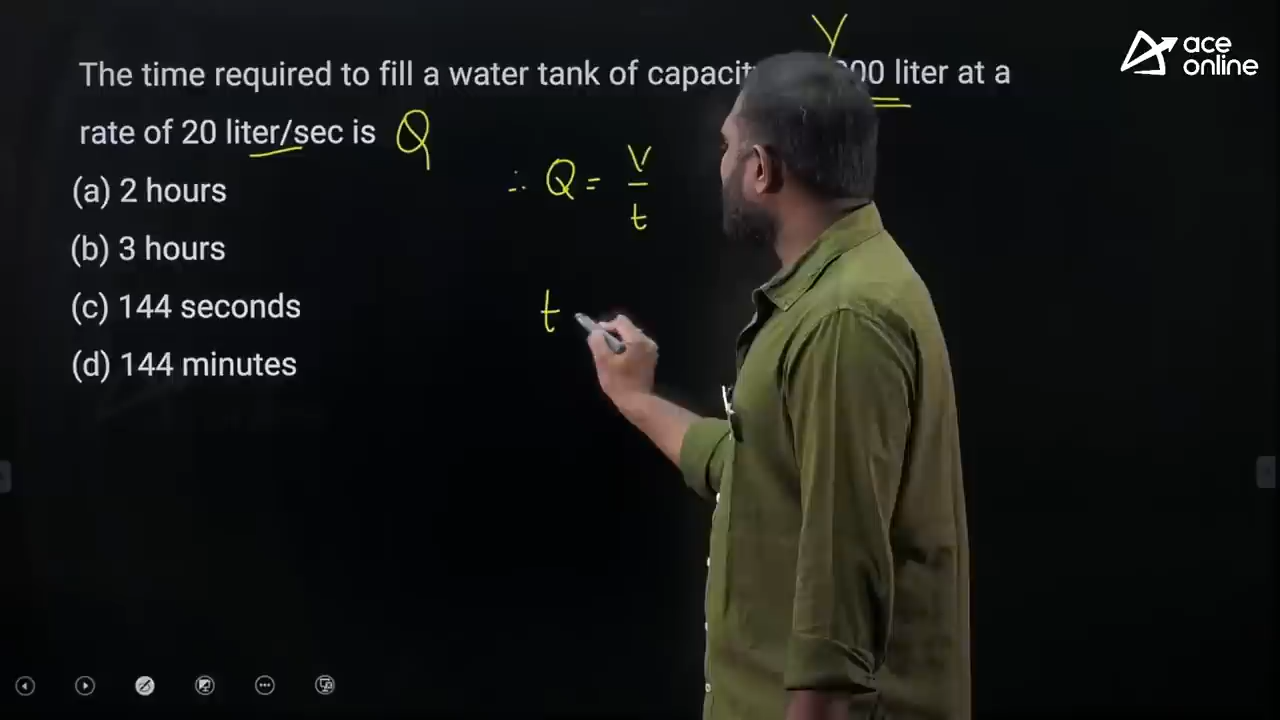 V
The time required to fill a water tank of capacit 00 liter at a
rate of 20 liter/sec is Q
(a) 2 hours
(b) 3 hours
(c) 144 seconds
(d) 144 minutes
∴ Q = V/t
t
ace
online